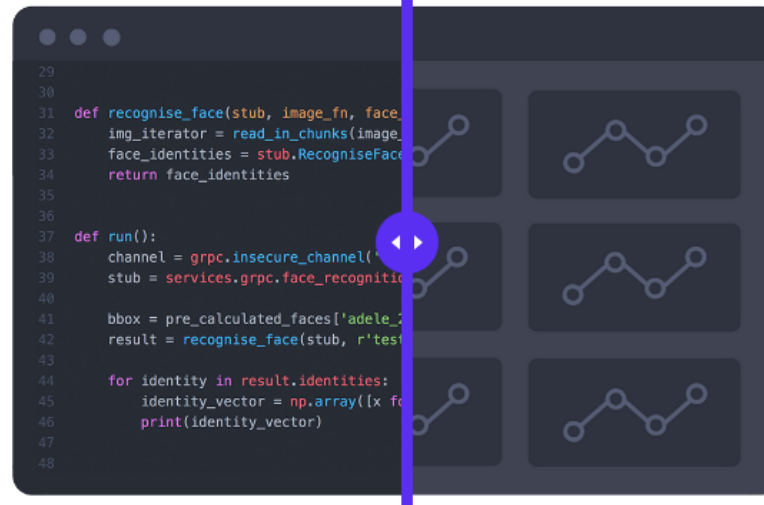 29
30
31 def recognise_face(stub, image_fn, face_
32 img_iterator = read_in_chunks(image_
33 face_identities = stub.RecogniseFace
34 return face_identities
35
36
37 def run():
38 channel = grpc.insecure_channel('
39 stub = services.grpc.face_recognitio
40
41 bbox = pre_calculated_faces['adele_2
42 result = recognise_face(stub, r'test
43
44 for identity in result.identities:
45 identity_vector = np.array([x fo
46 print(identity_vector)
47
48